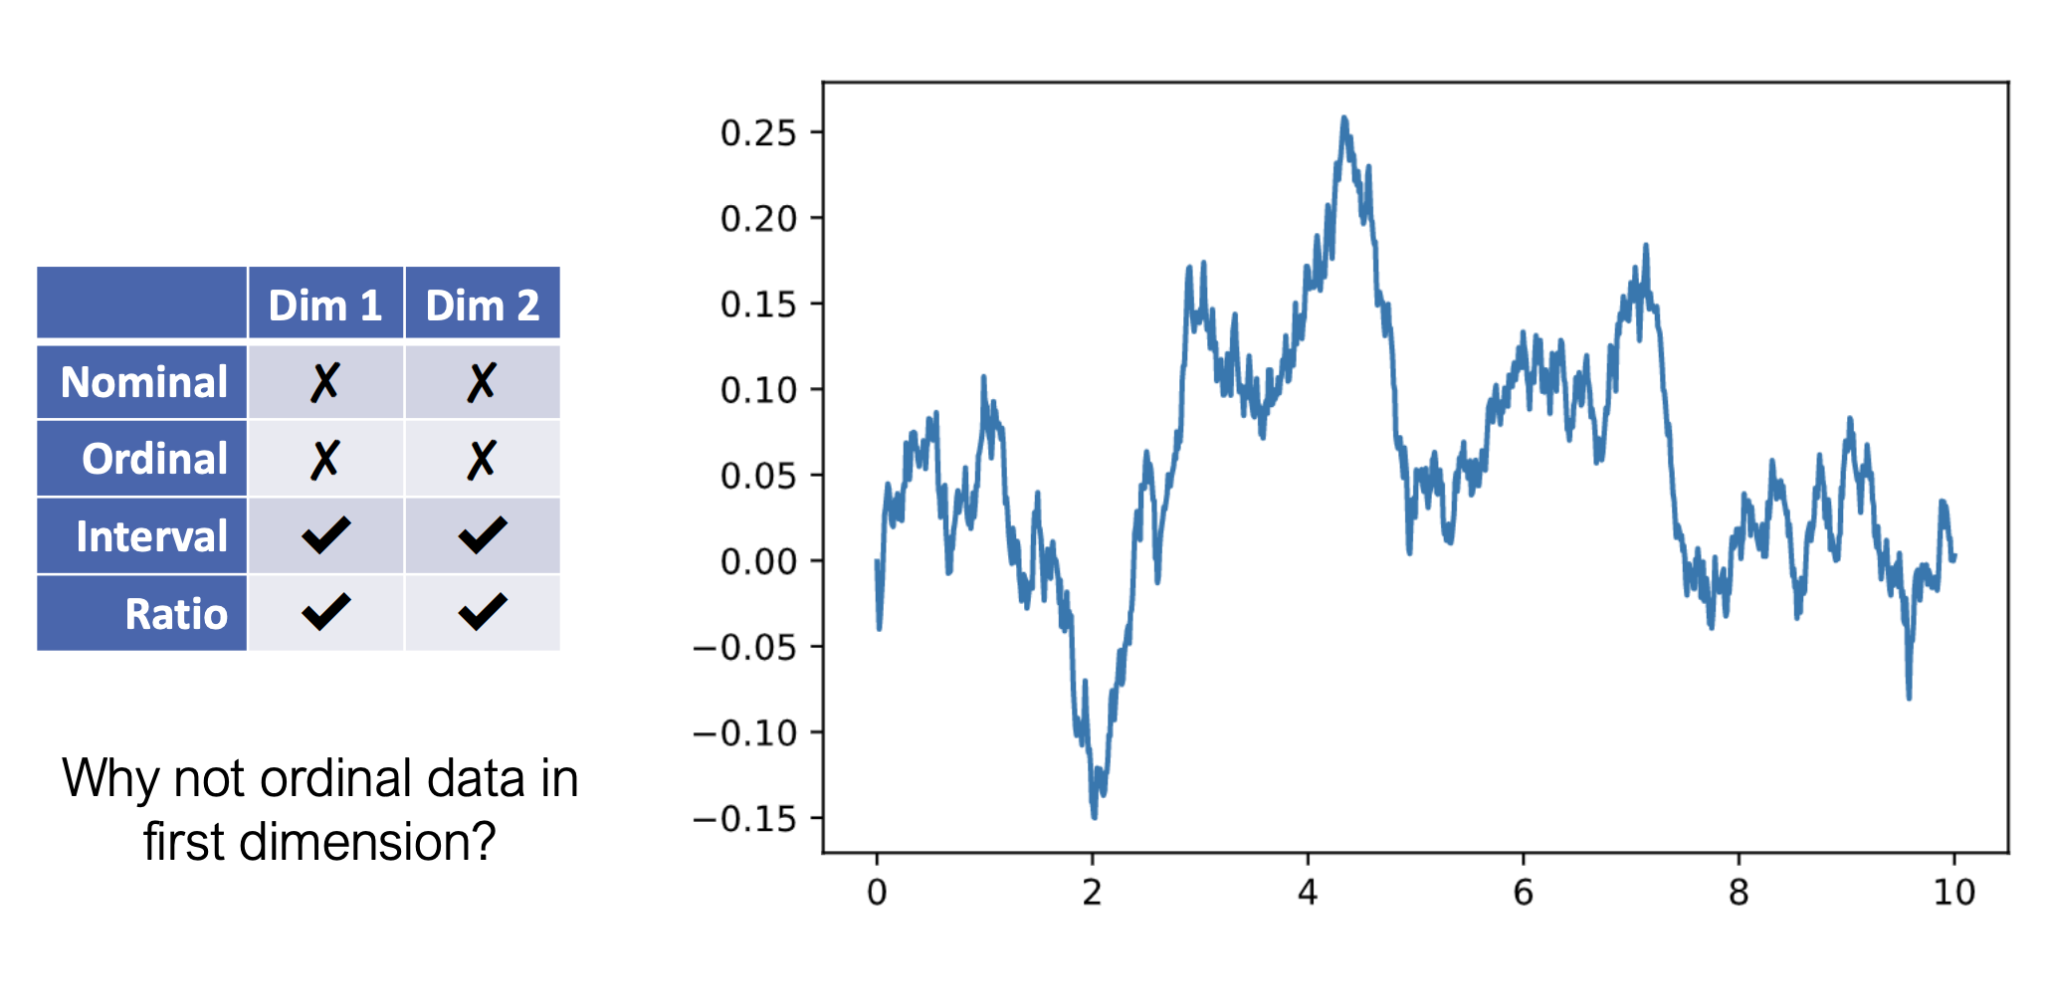 Dim 1 Dim 2
Nominal ✗ ✗
Ordinal ✗ ✗
Interval ✔ ✔
Ratio ✔ ✔
Why not ordinal data in
first dimension?
0.25
0.20
0.15
0.10
0.05
0.00
−0.05
−0.10
−0.15
0 2 4 6 8 10